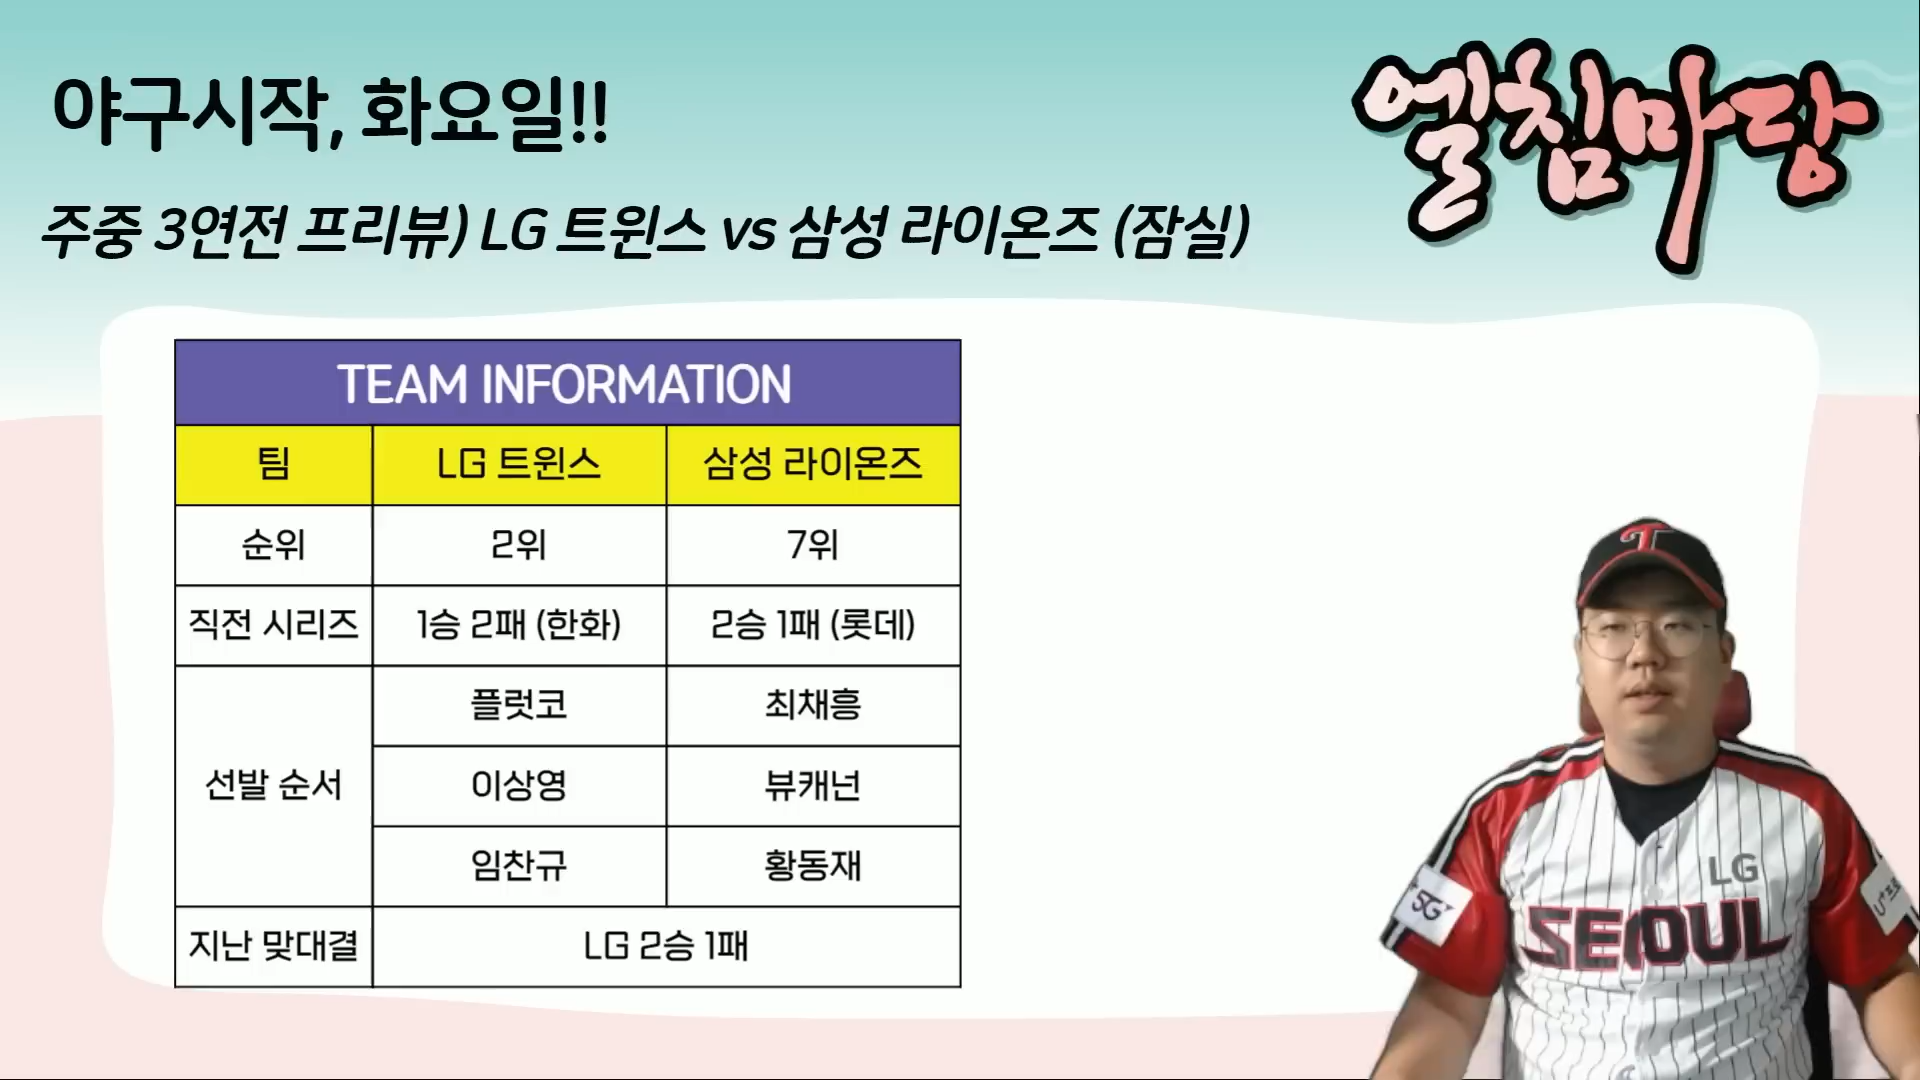 야구시작, 화요일!!
엘침마당
주중 3연전 프리뷰) LG 트윈스 vs 삼성 라이온즈 (잠실)
TEAM INFORMATION
팀 LG 트윈스 삼성 라이온즈
순위 2위 7위
직전 시리즈 1승 2패 (한화) 2승 1패 (롯데)
선발 순서 플럿코 최채흥
이상영 뷰캐넌
임찬규 황동재
지난 맞대결 LG 2승 1패
T
LG
5G
SEOUL